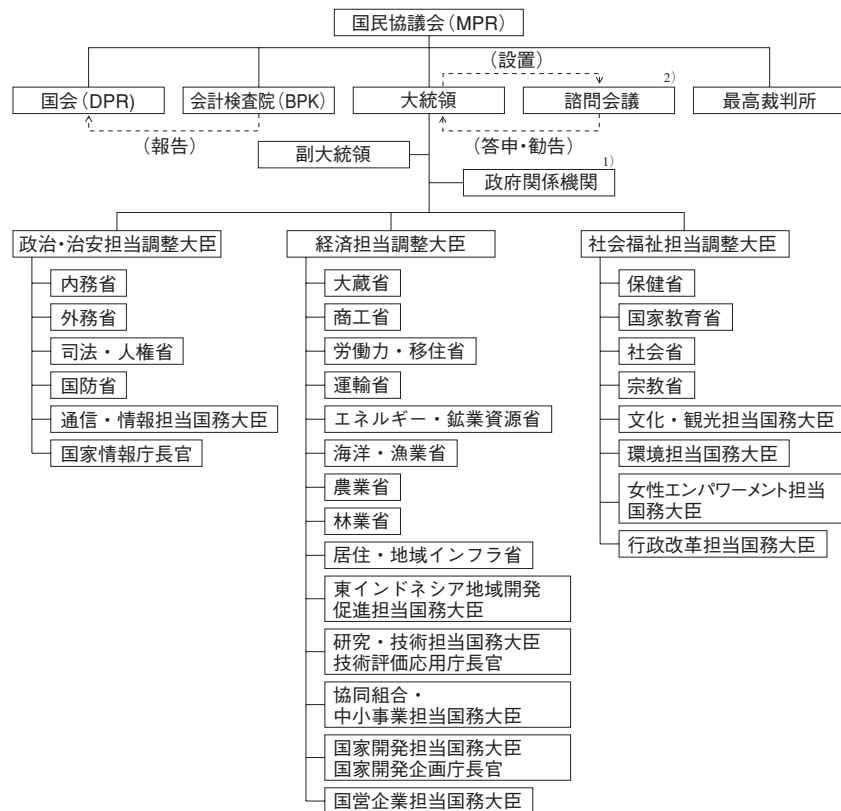 国民協議会(MPR)
(設置)
国会(DPR)
会計検査院(BPK)
大統領
諮問会議
2)
最高裁判所
(報告)
(答申・勧告)
副大統領
政府関係機関
1)
政治・治安担当調整大臣
経済担当調整大臣
社会福祉担当調整大臣
内務省
外務省
司法・人権省
国防省
通信・情報担当国務大臣
国家情報庁長官
大蔵省
商工省
労働力・移住省
運輸省
エネルギー・鉱業資源省
海洋・漁業省
農業省
林業省
居住・地域インフラ省
東インドネシア地域開発
促進担当国務大臣
研究・技術担当国務大臣
技術評価応用庁長官
協同組合・
中小事業担当国務大臣
国家開発担当国務大臣
国家開発企画庁長官
国営企業担当国務大臣
保健省
国家教育省
社会省
宗教省
文化・観光担当国務大臣
環境担当国務大臣
女性エンパワーメント担当
国務大臣
行政改革担当国務大臣